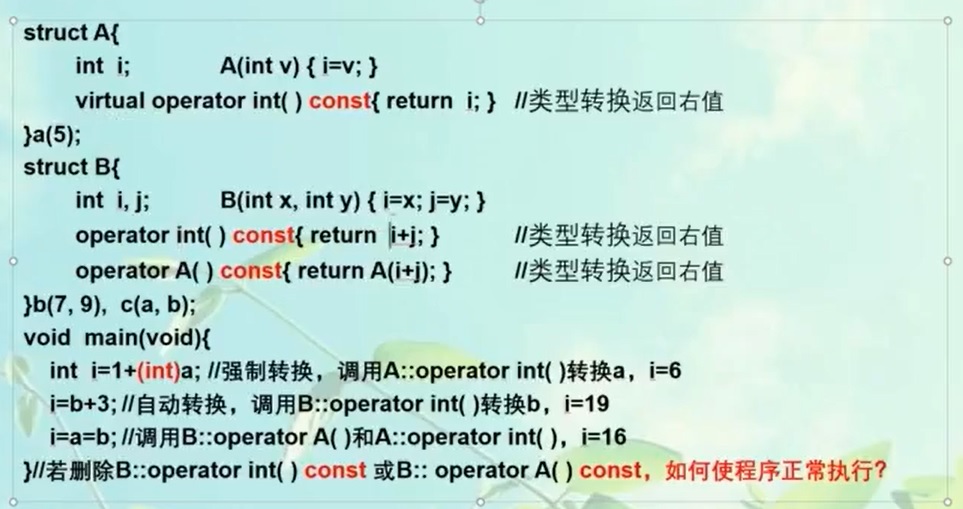 struct A{
int i; A(int v) { i=v; }
virtual operator int( ) const{ return i; } //类型转换返回右值
}a(5);
struct B{
int i, j; B(int x, int y) { i=x; j=y; }
operator int( ) const{ return i+j; } //类型转换返回右值
operator A( ) const{ return A(i+j); } //类型转换返回右值
}b(7, 9), c(a, b);
void main(void){
int i=1+(int)a; //强制转换，调用A::operator int( )转换a，i=6
i=b+3; //自动转换，调用B::operator int( )转换b，i=19
i=a=b; //调用B::operator A( )和A::operator int( )，i=16
}//若删除B::operator int( ) const 或B:: operator A( ) const，如何使程序正常执行?